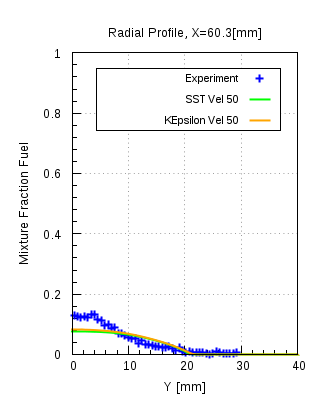 Radial Profile, X=60.3[mm]
1
Experiment
SST Vel 50
KEpsilon Vel 50
0.8
0.6
0.4
0.2
0
Mixture Fraction Fuel
0 10 20 30 40
Y [mm]